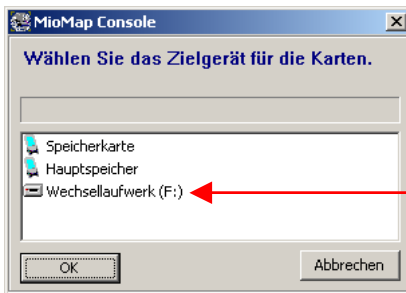 MioMap Console
Wählen Sie das Zielgerät für die Karten.
Speicherkarte
Hauptspeicher
Wechsellaufwerk (F:)
OK
Abbrechen